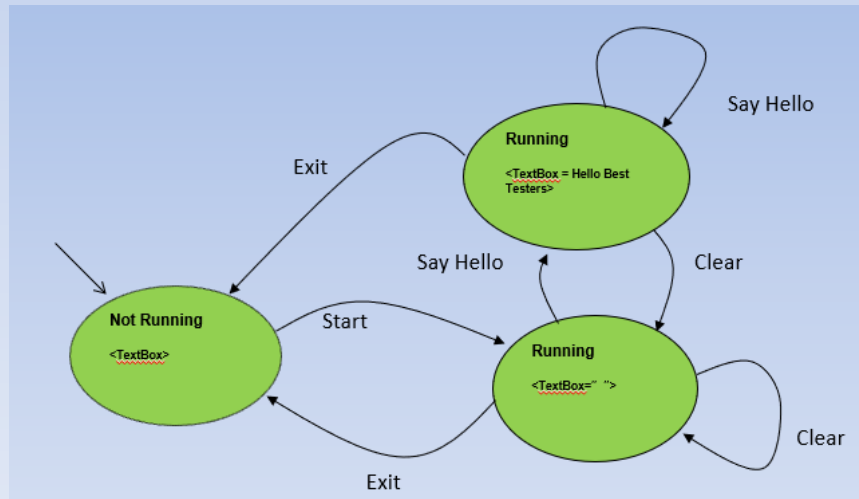 Say Hello
Running
<TextBox = Hello Best
Testers>
Exit
Say Hello
Clear
Not Running
<TextBox>
Start
Running
<TextBox=" ">
Clear
Exit